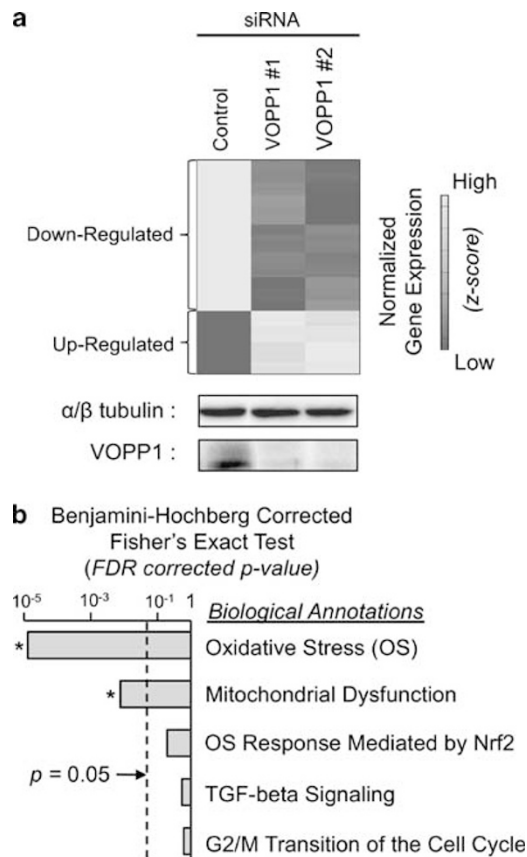 a
siRNA
Control
VOPP1 #1
VOPP1 #2
Down-Regulated
Up-Regulated
Normalized
Gene Expression
(z-score)
High
Low
α/β tubulin :
VOPP1 :
b
Benjamini-Hochberg Corrected
Fisher's Exact Test
(FDR corrected p-value)
10-5 10-3 10-1 1
Biological Annotations
* Oxidative Stress (OS)
* Mitochondrial Dysfunction
OS Response Mediated by Nrf2
p = 0.05
TGF-beta Signaling
G2/M Transition of the Cell Cycle